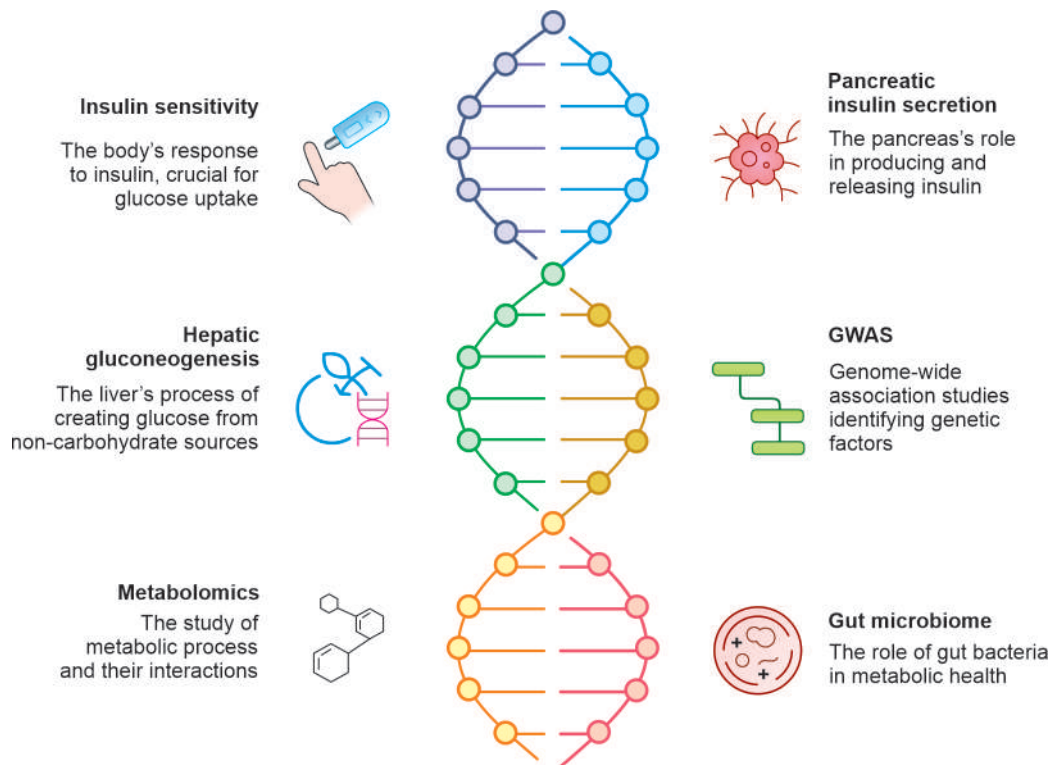 Insulin sensitivity
The body's response
to insulin, crucial for
glucose uptake
Pancreatic
insulin secretion
The pancreas's role
in producing and
releasing insulin
Hepatic
gluconeogenesis
The liver's process of
creating glucose from
non-carbohydrate sources
GWAS
Genome-wide
association studies
identifying genetic
factors
Metabolomics
The study of
metabolic process
and their interactions
Gut microbiome
The role of gut bacteria
in metabolic health